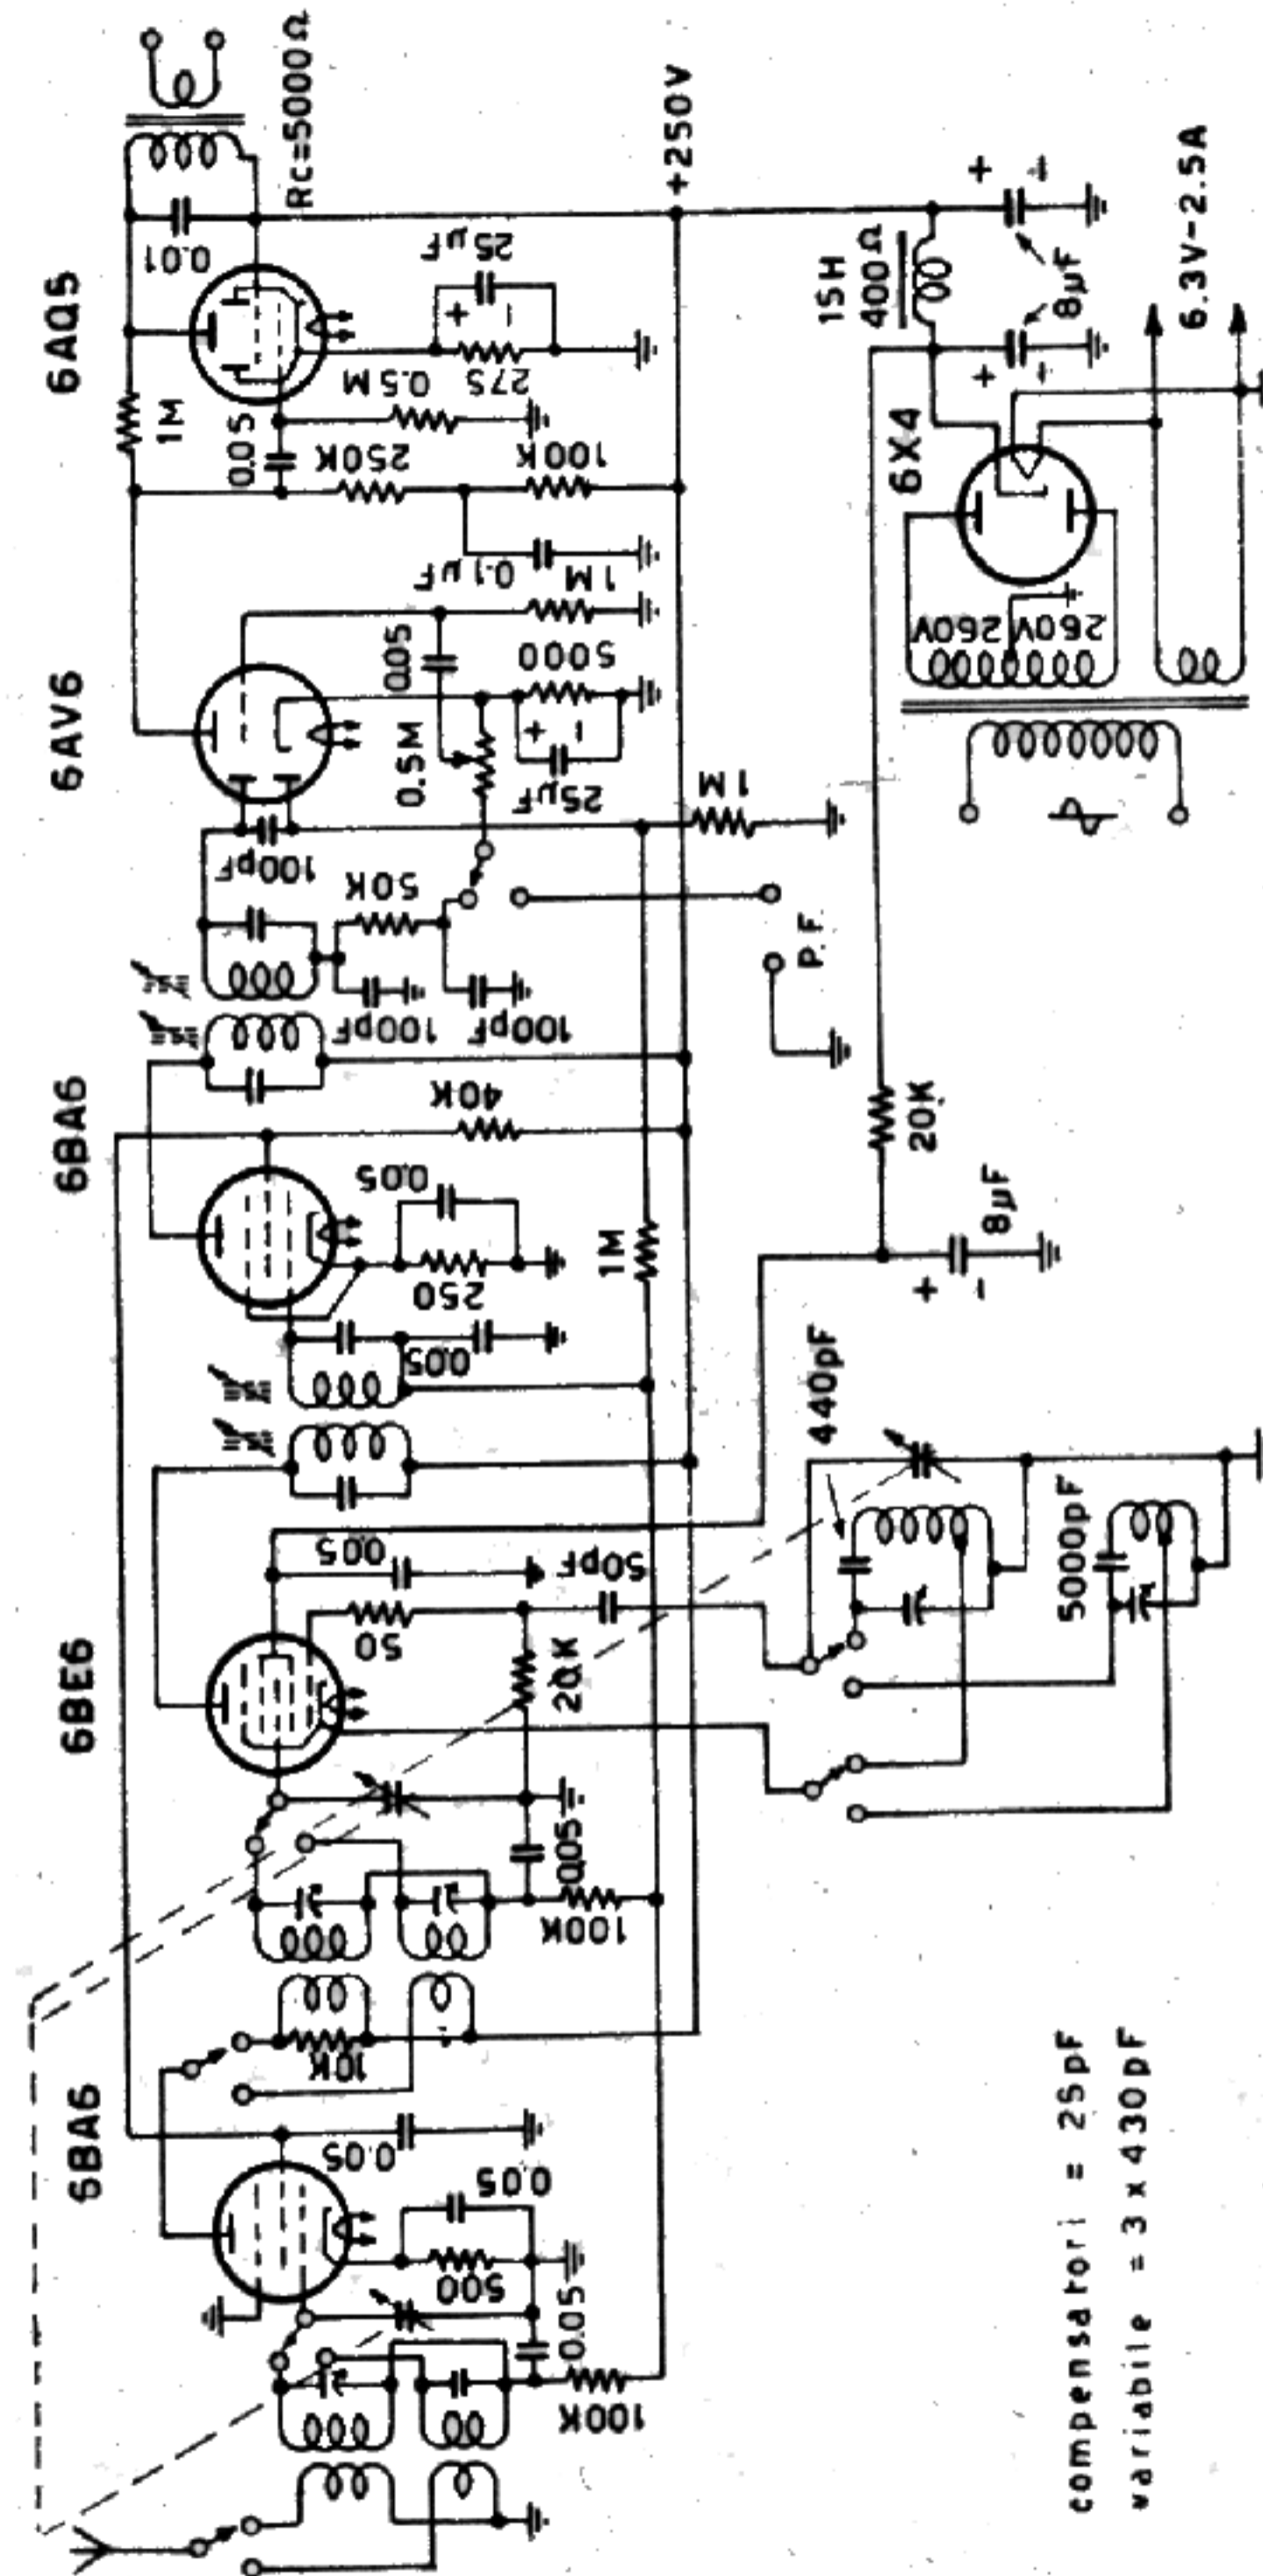 6BA6
6BE6
6BA6
6AV6
6AQ5
Rc=5000Ω
0.01
1M
0.05
0.5M
275
25µF
250K
100K
0.1µF
1M
0.05
5000
0.5M
25µF
100pF
50K
100pF
100pF
1M
P.F.
+250V
40K
0.05
250
0.05
1M
0.05
50
50pF
20K
0.05
100K
10K
0.05
0.05
500
0.05
100K
440pF
5000pF
8µF
20K
6X4
260V
260V
15H
400Ω
8µF
6.3V-2.5A
compensatori = 25pF
variabile = 3x430pF